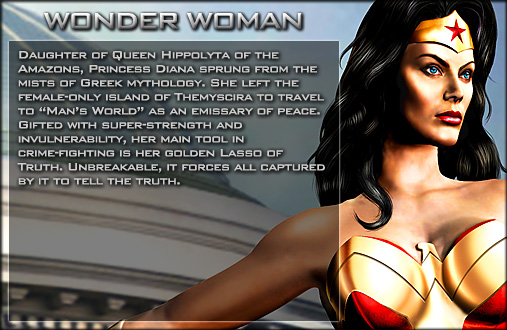 WONDER WOMAN
DAUGHTER OF QUEEN HIPPOLYTA OF THE
AMAZONS, PRINCESS DIANA SPRUNG FROM THE
MISTS OF GREEK MYTHOLOGY. SHE LEFT THE
FEMALE-ONLY ISLAND OF THEMYSCIRA TO TRAVEL
TO “MAN’S WORLD” AS AN EMISSARY OF PEACE.
GIFTED WITH SUPER-STRENGTH AND
INVULNERABILITY, HER MAIN TOOL IN
CRIME-FIGHTING IS HER GOLDEN LASSO OF
TRUTH. UNBREAKABLE, IT FORCES ALL CAPTURED
BY IT TO TELL THE TRUTH.